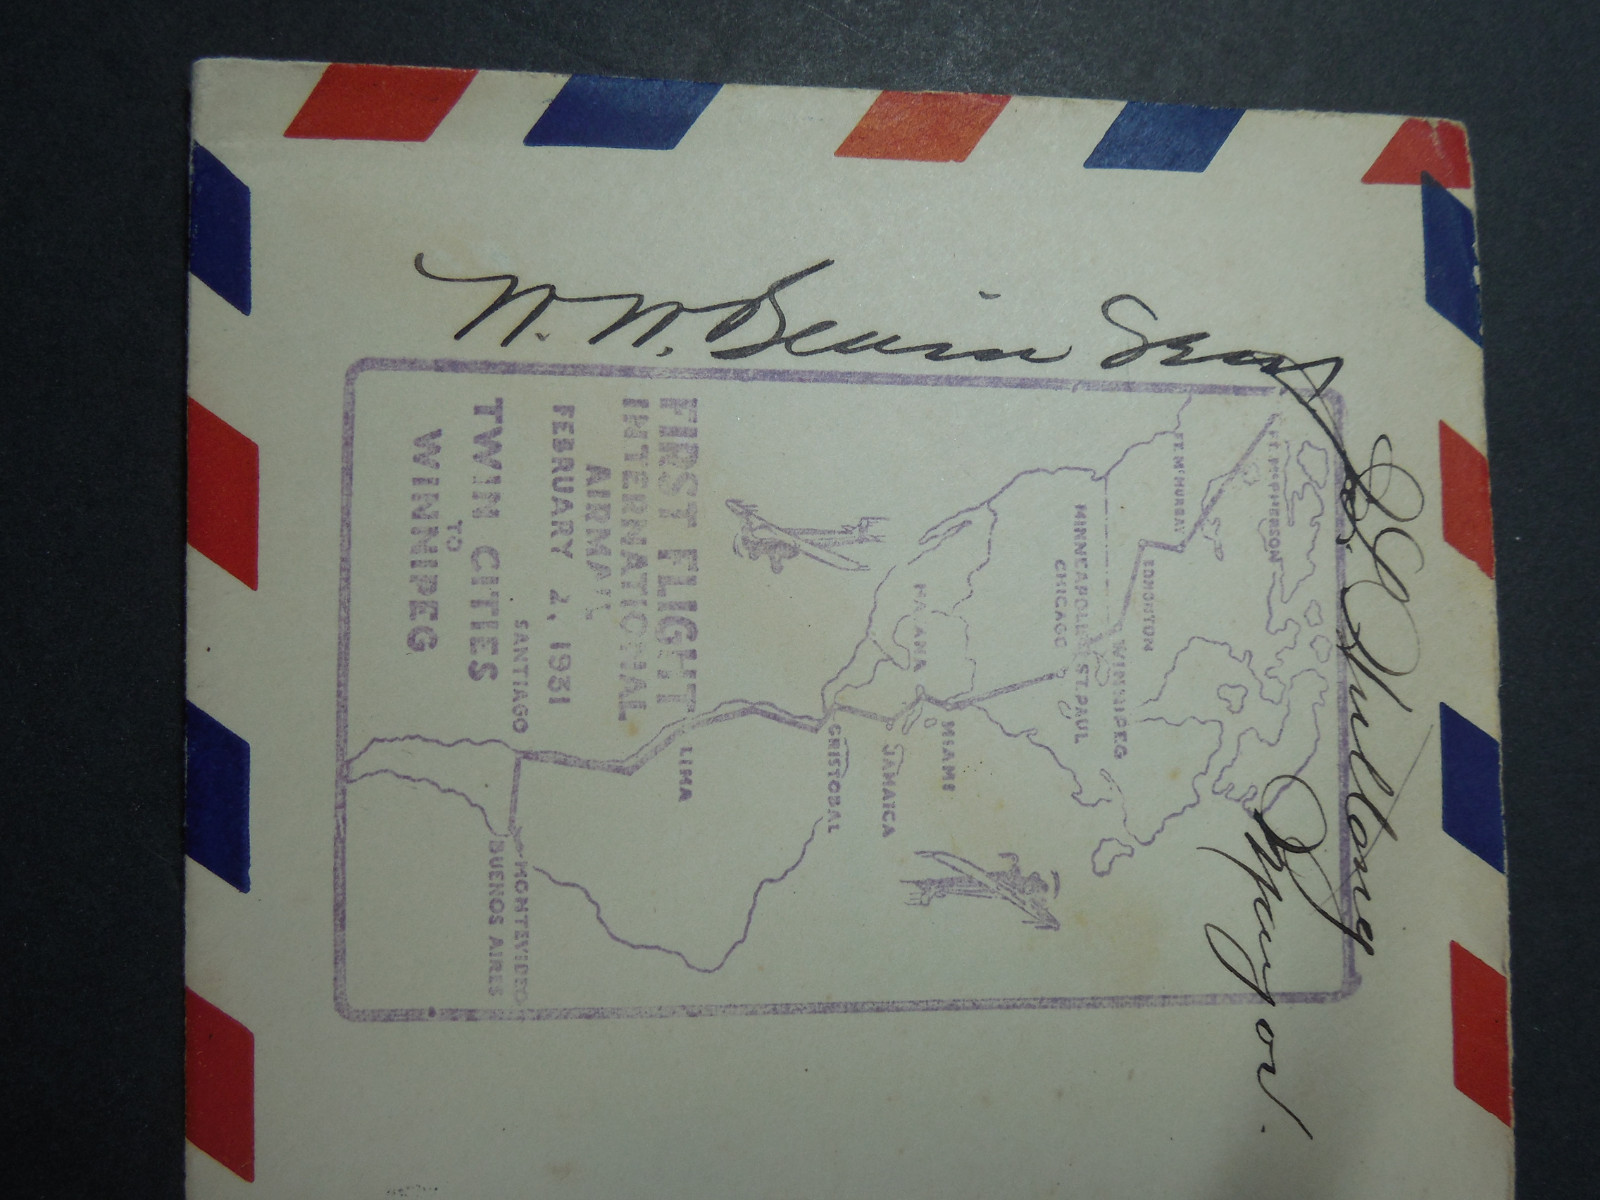 FIRST FLIGHT
INTERNATIONAL
AIRMAIL
FEBRUARY 2, 1931
TWIN CITIES
TO
WINNIPEG
FT. McPHERSON
FT. McMURRAY
EDMONTON
WINNIPEG
MINNEAPOLIS ST. PAUL
CHICAGO
MIAMI
HAVANA
JAMAICA
CRISTOBAL
LIMA
SANTIAGO
MONTEVIDEO
BUENOS AIRES
Mayor.